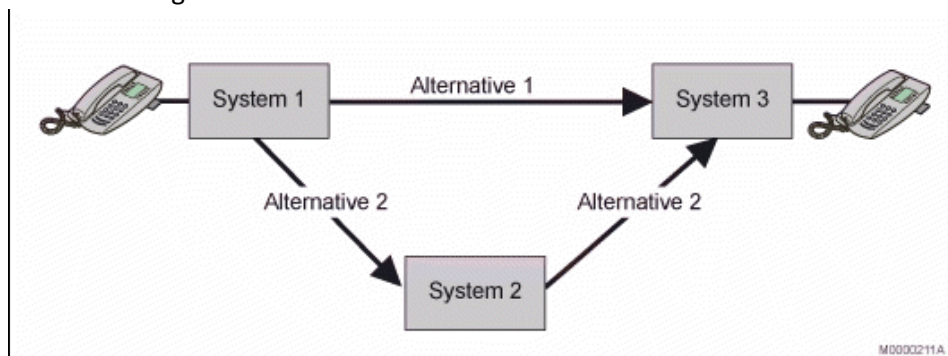 Alternative 1
System 1
System 3
Alternative 2
Alternative 2
System 2
M0000211A